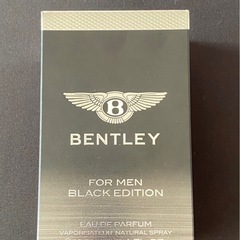 B
BENTLEY
FOR MEN
BLACK EDITION
EAU DE PARFUM
VAPORISATEUR NATURAL SPRAY